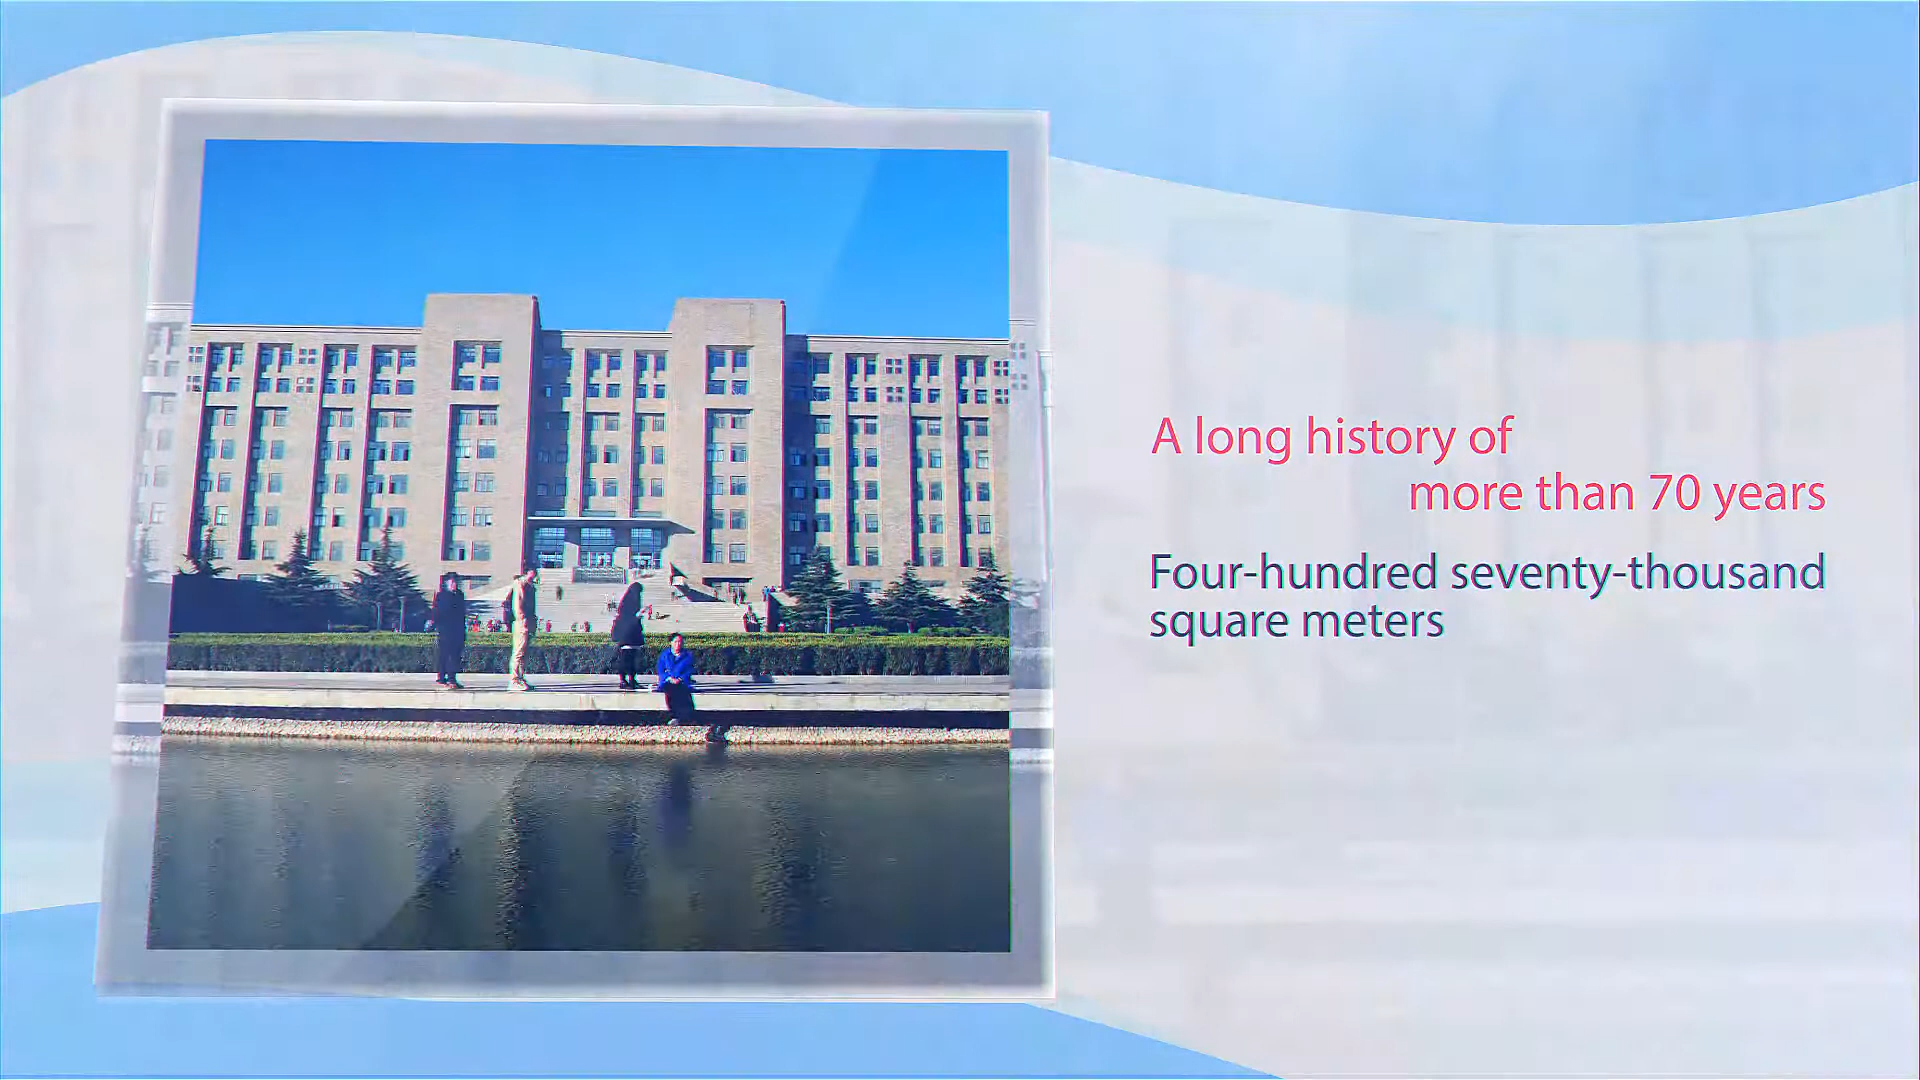 A long history of
more than 70 years
Four-hundred seventy-thousand
square meters